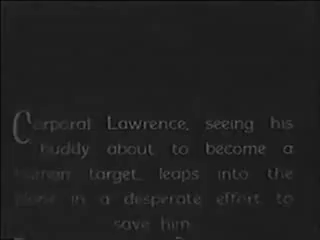 Corporal Lawrence, seeing his
buddy about to become a
human target, leaps into the
plane in a desperate effort to
save him